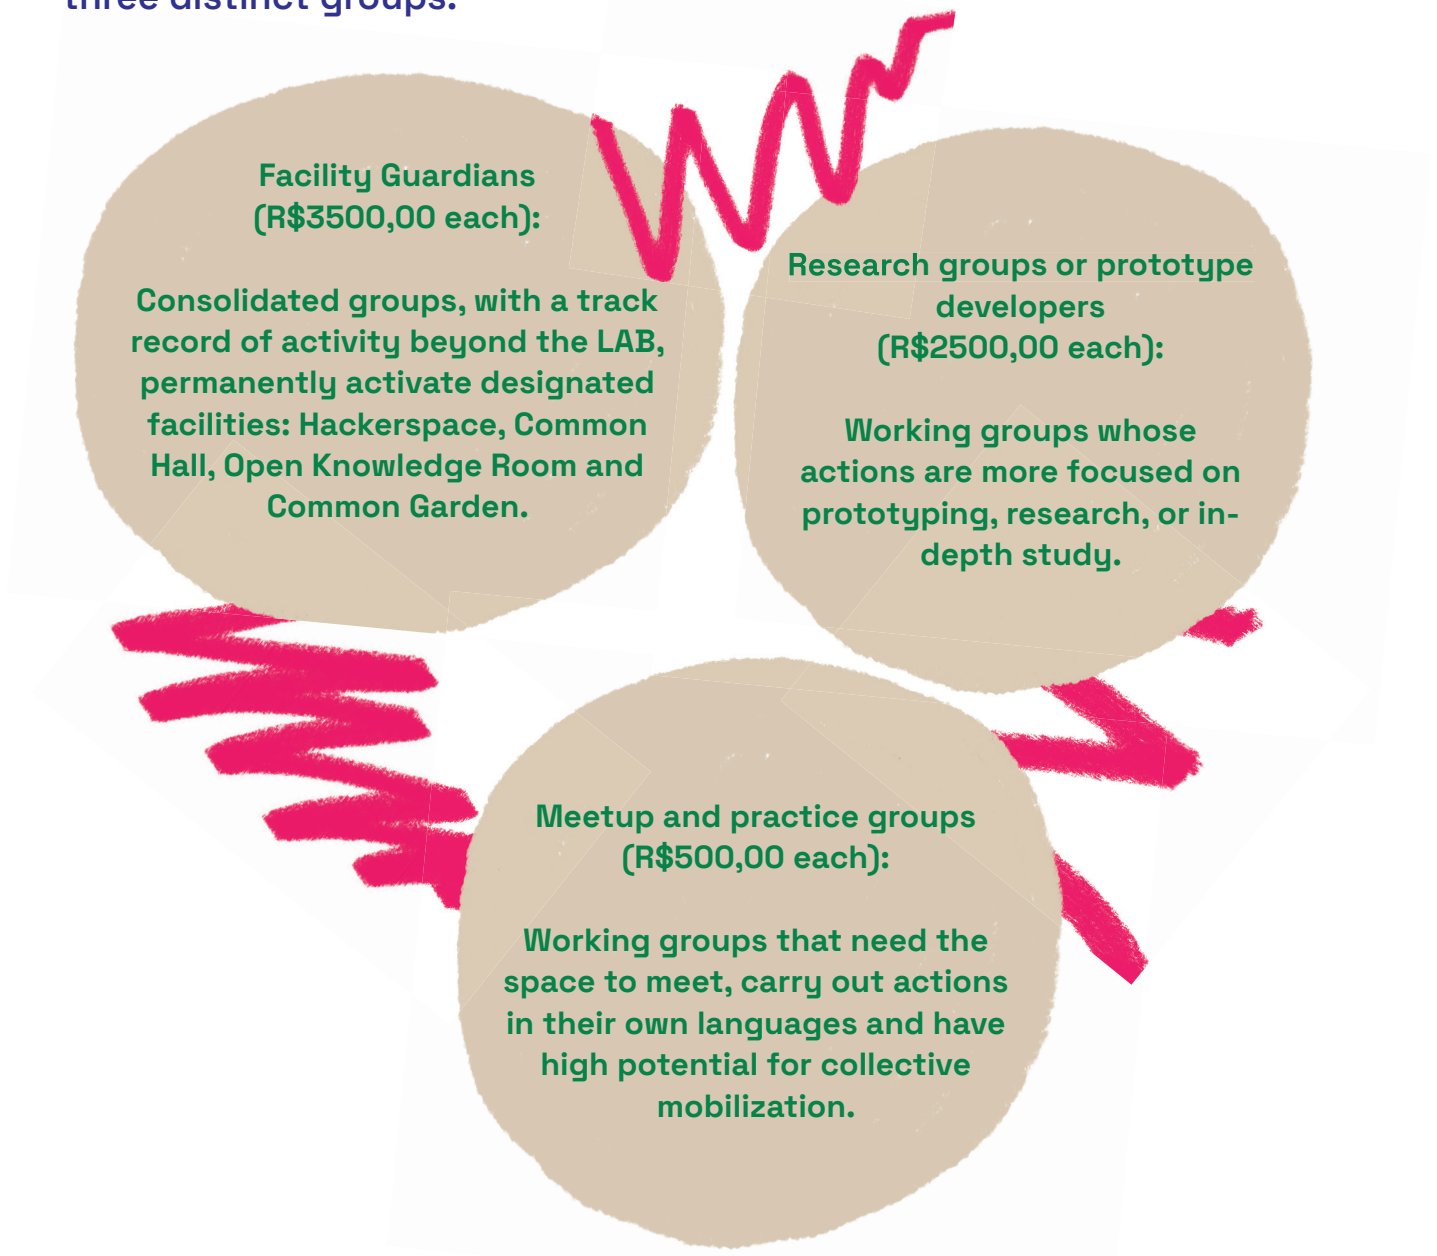 three distinct groups.
Facility Guardians
(R$3500,00 each):
Consolidated groups, with a track
record of activity beyond the LAB,
permanently activate designated
facilities: Hackerspace, Common
Hall, Open Knowledge Room and
Common Garden.
Research groups or prototype
developers
(R$2500,00 each):
Working groups whose
actions are more focused on
prototyping, research, or in-
depth study.
Meetup and practice groups
(R$500,00 each):
Working groups that need the
space to meet, carry out actions
in their own languages and have
high potential for collective
mobilization.